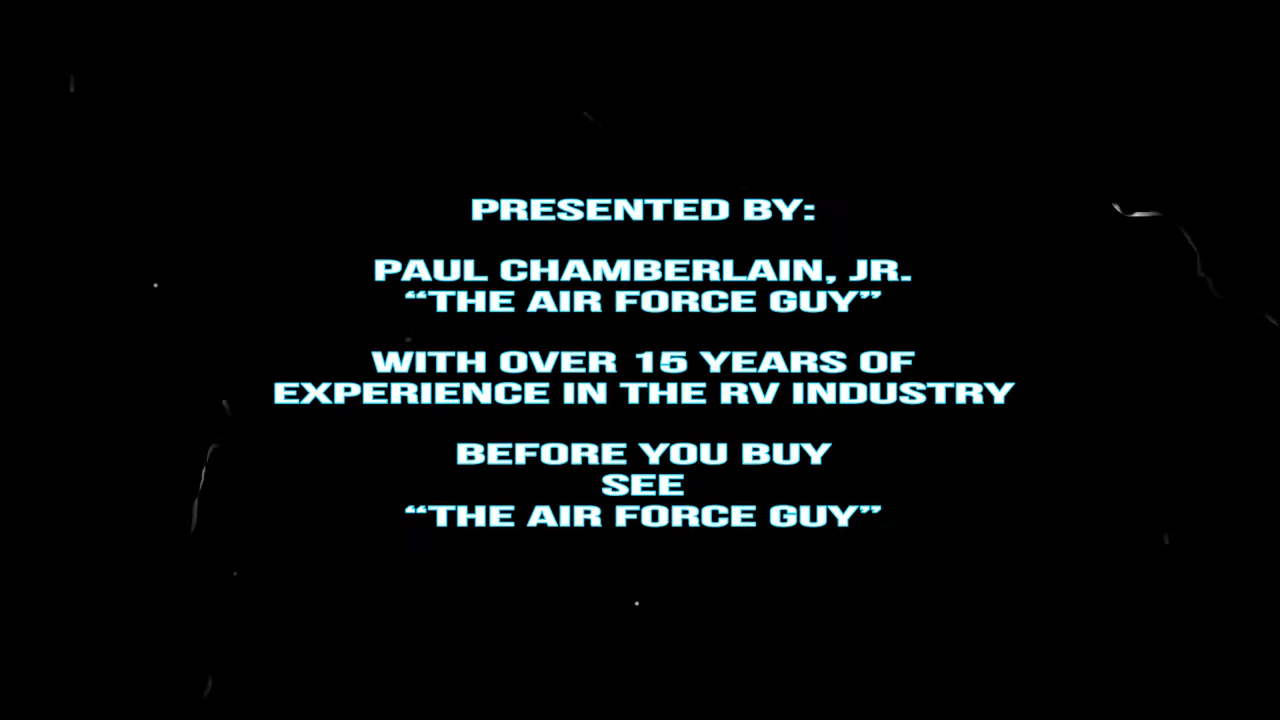 PRESENTED BY:
PAUL CHAMBERLAIN, JR.
“THE AIR FORCE GUY”
WITH OVER 15 YEARS OF
EXPERIENCE IN THE RV INDUSTRY
BEFORE YOU BUY
SEE
“THE AIR FORCE GUY”